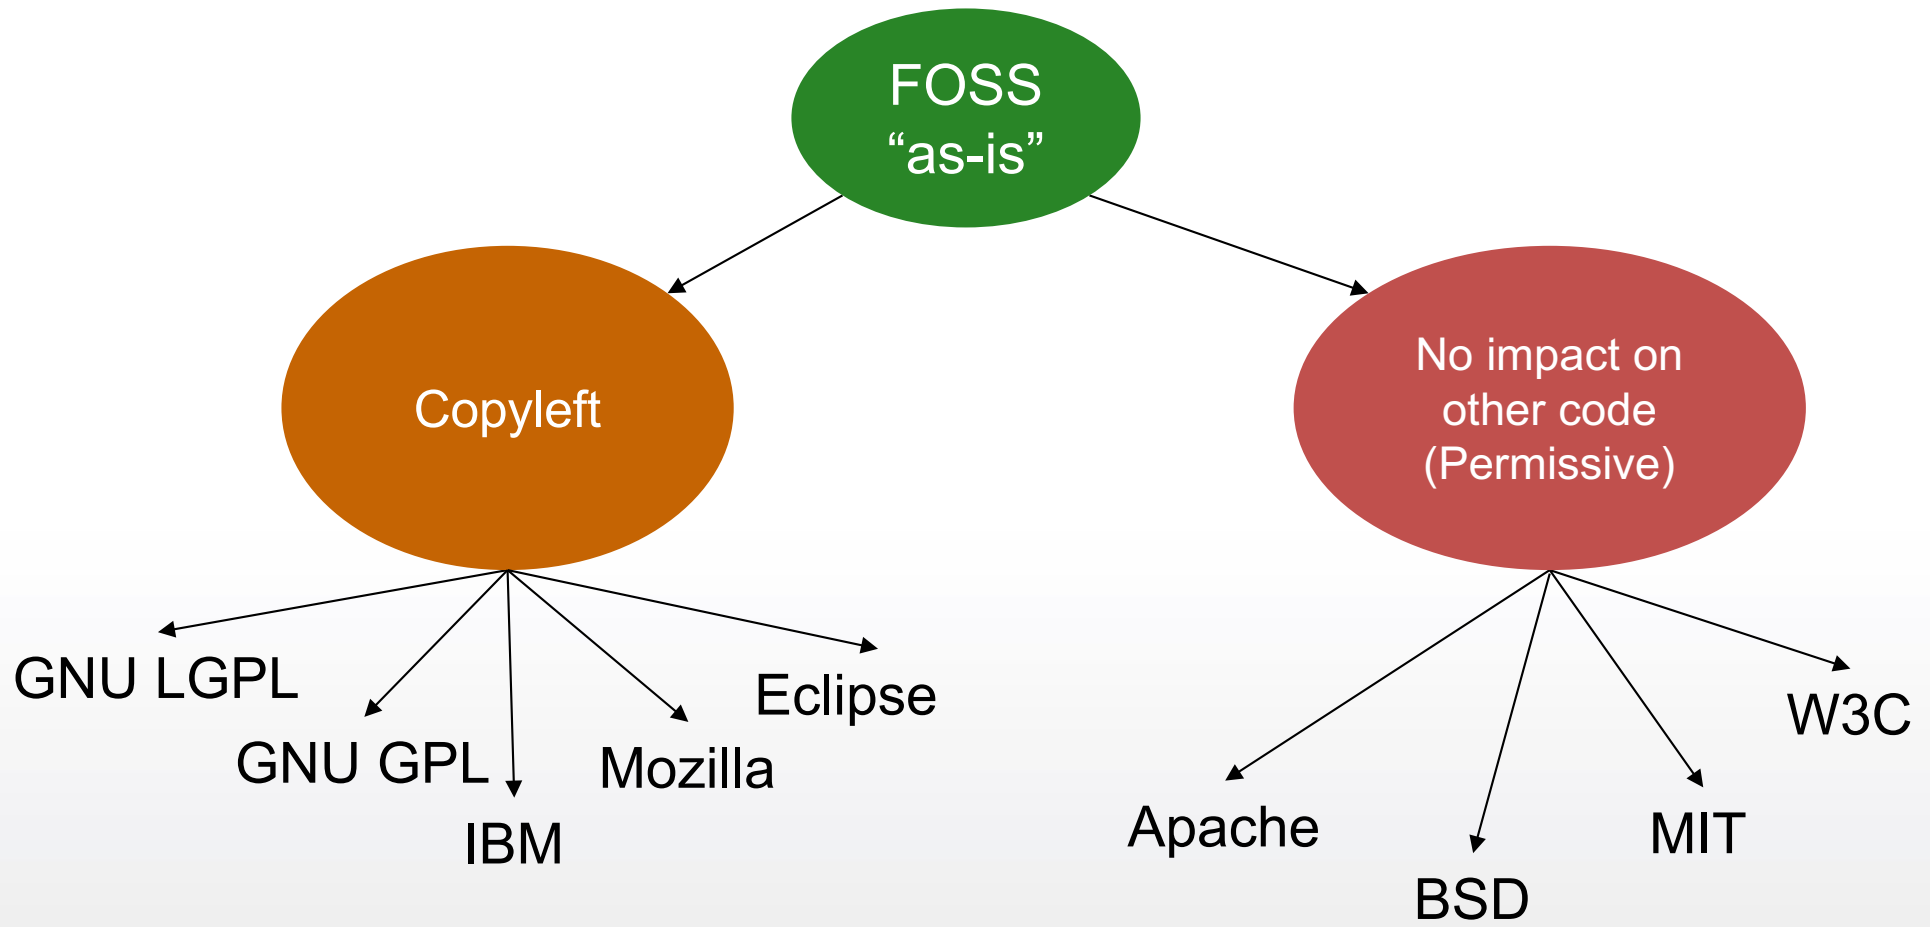 FOSS
“as-is”
Copyleft
No impact on
other code
(Permissive)
GNU LGPL
GNU GPL
IBM
Mozilla
Eclipse
Apache
BSD
MIT
W3C